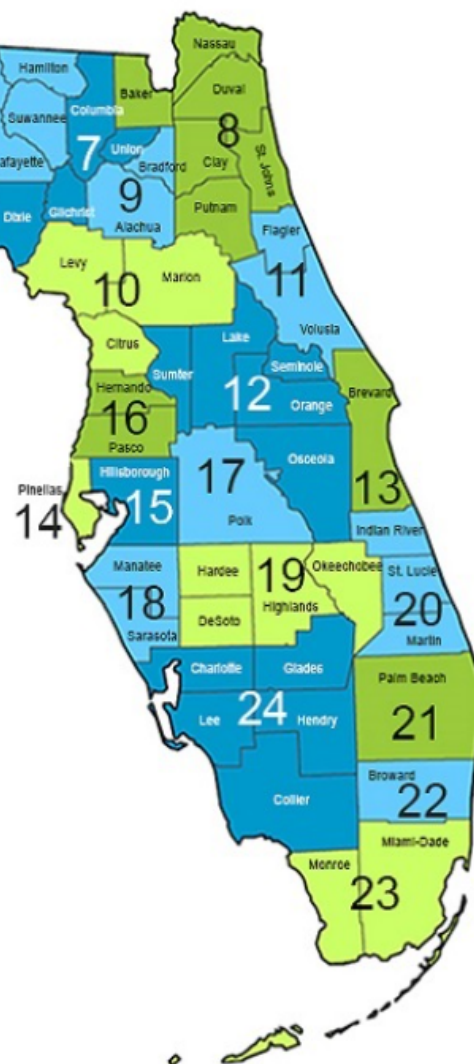 Nassau
Hamilton
Baker
Duval
Columbia
Suwannee
8
7
Union
Clay
St. Johns
afayette
Bradford
9
Putnam
Dixie
Gilchrist
Alachua
Flagler
Levy
Marion
11
10
Volusia
Citrus
Lake
Sumter
Seminole
Hernando
12
Brevard
Orange
16
Pasco
Osceola
Hillsborough
17
Pinellas
15
13
14
Polk
Indian River
Manatee
Hardee
19
Okeechobee
St. Lucie
18
Highlands
20
DeSoto
Sarasota
Martin
Charlotte
Glades
Palm Beach
Lee
24
Hendry
21
Broward
Collier
22
Miami-Dade
Monroe
23